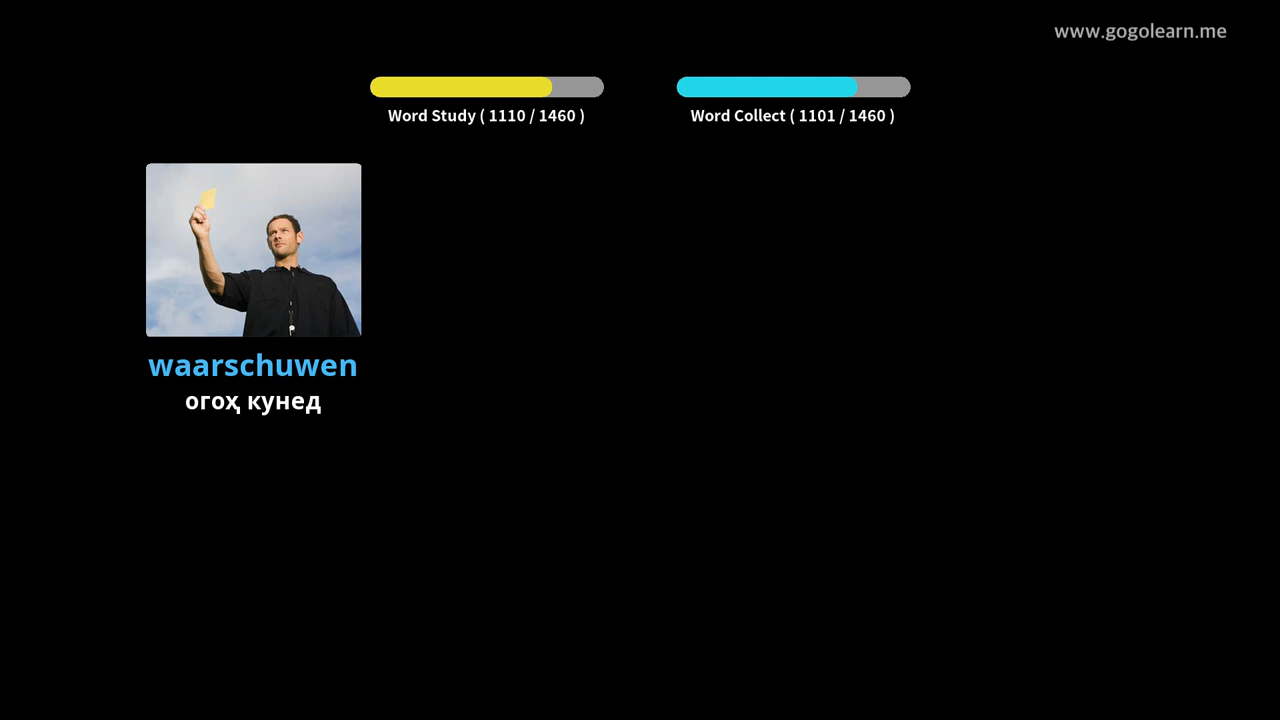 www.gogolearn.me
Word Study ( 1110 / 1460 )
Word Collect ( 1101 / 1460 )
waarschuwen
огоҳ кунед